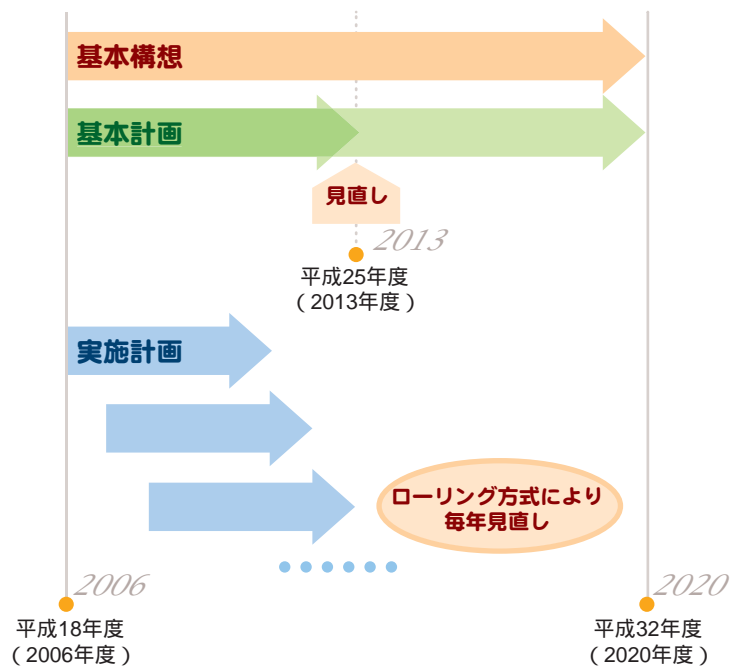 基本構想
基本計画
見直し
2013
平成25年度
（2013年度）
実施計画
ローリング方式により
毎年見直し
2006
2020
平成18年度
（2006年度）
平成32年度
（2020年度）